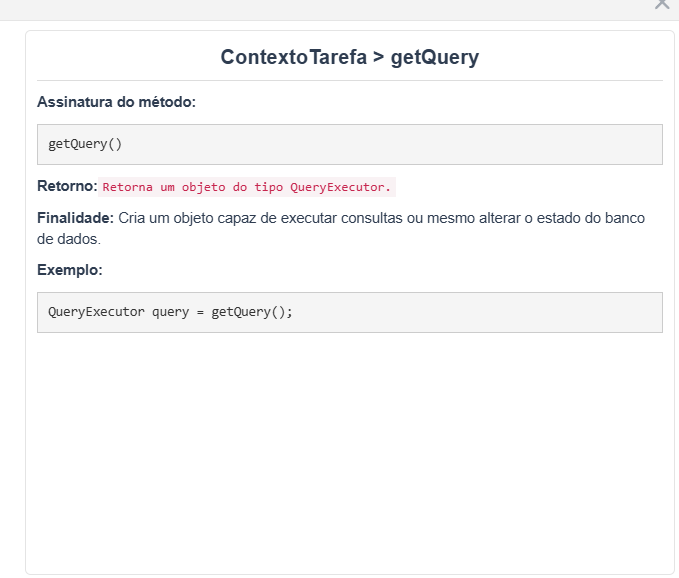 ContextoTarefa > getQuery
Assinatura do método:
getQuery()
Retorno: Retorna um objeto do tipo QueryExecutor.
Finalidade: Cria um objeto capaz de executar consultas ou mesmo alterar o estado do banco
de dados.
Exemplo:
QueryExecutor query = getQuery();